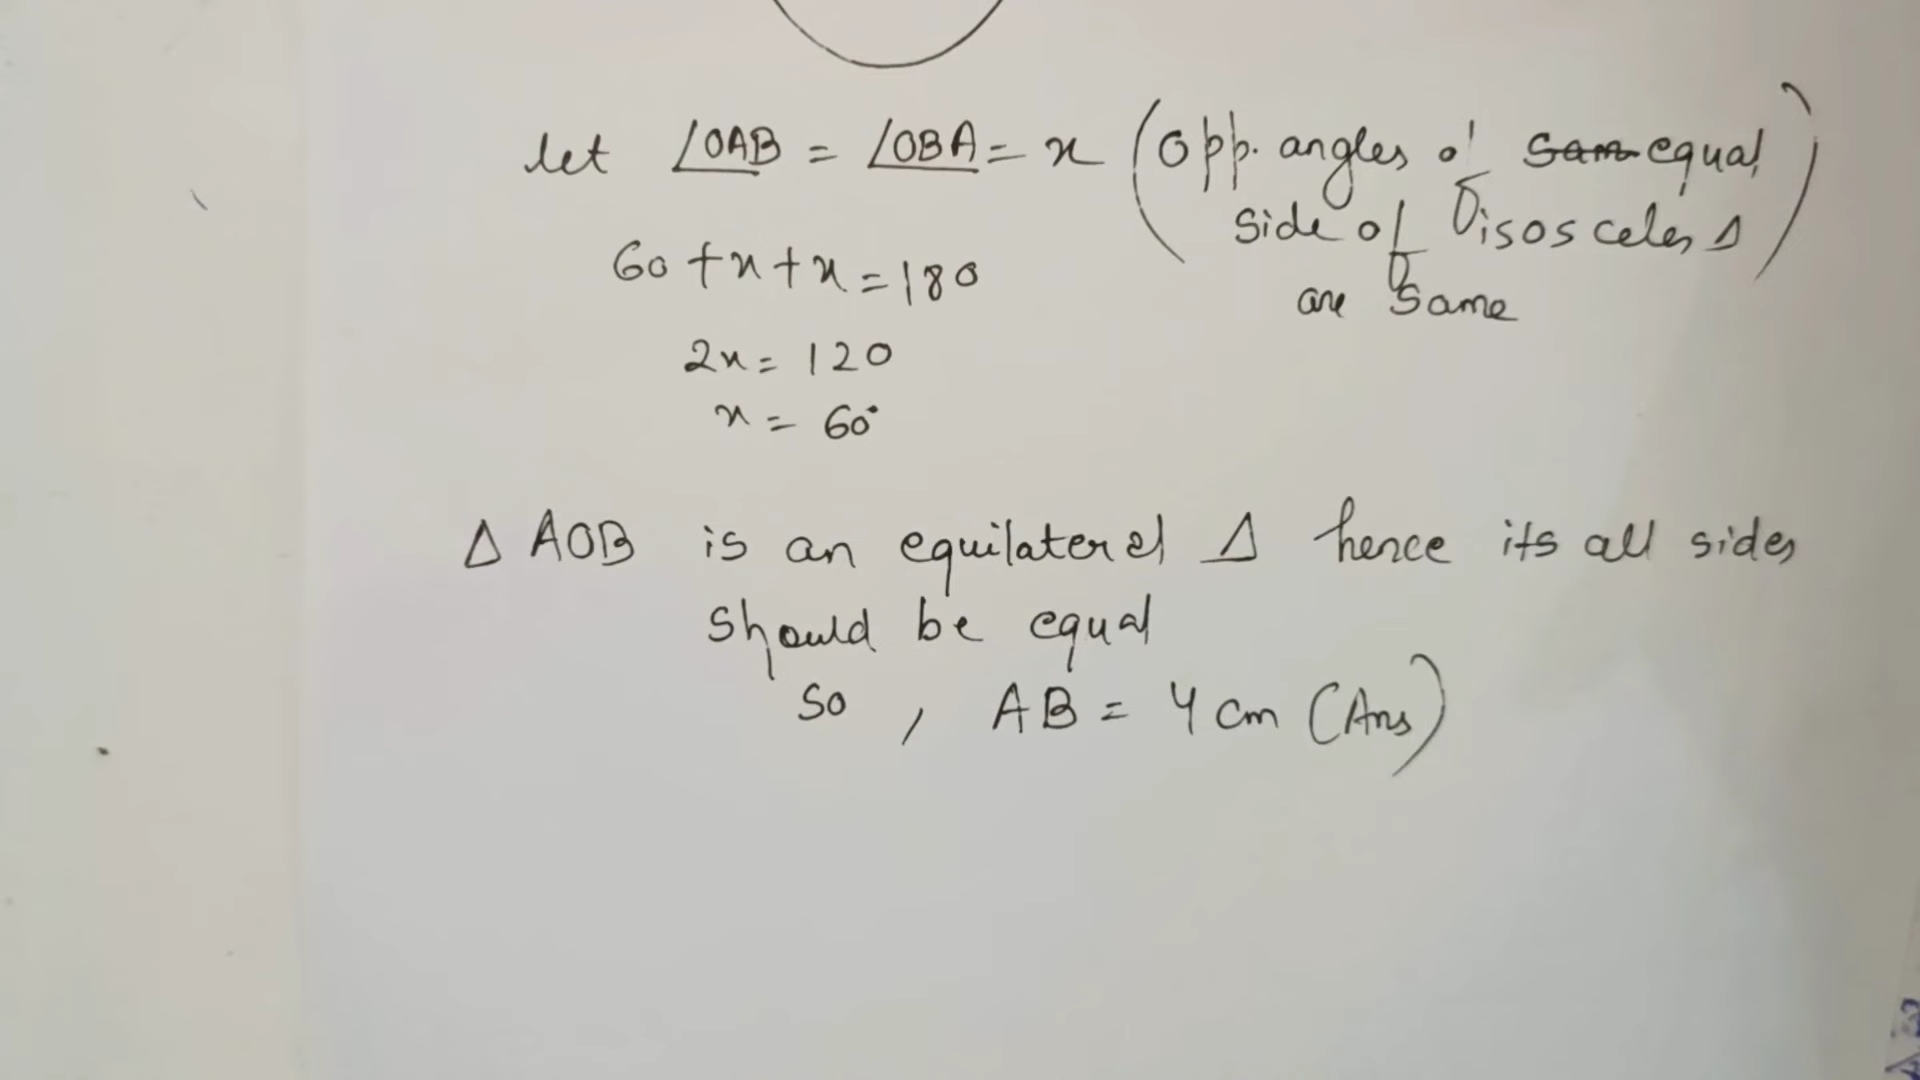 let ∠OAB = ∠OBA = x (opp. angles of sam equal
side of isosceles Δ
are same)
60 + x + x = 180
2x = 120
x = 60°
Δ AOB is an equilateral Δ hence its all sides
should be equal
So , AB = 4 cm (Ans)